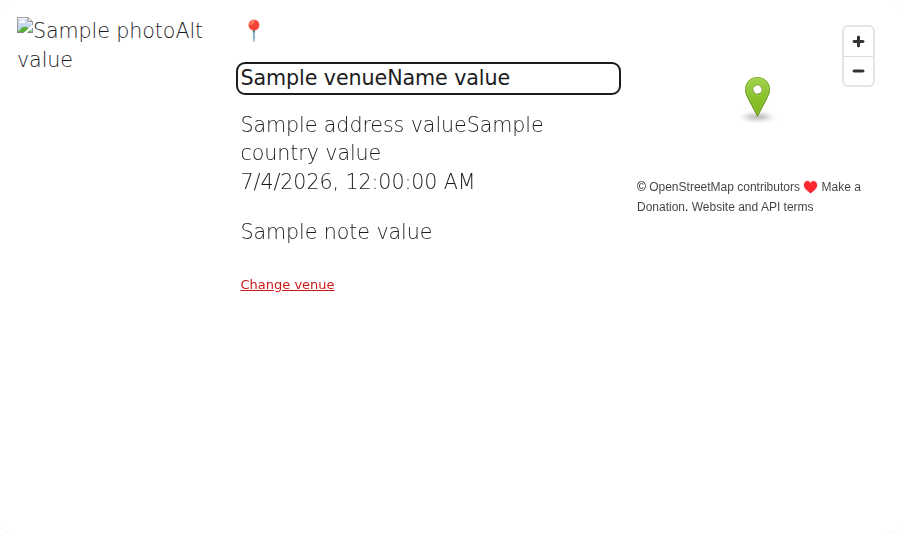 Sample photoAlt
value
📍
Sample venueName value
Sample address valueSample
country value
7/4/2026, 12:00:00 AM
Sample note value
Change venue
+
−
© OpenStreetMap contributors ♥️ Make a
Donation. Website and API terms